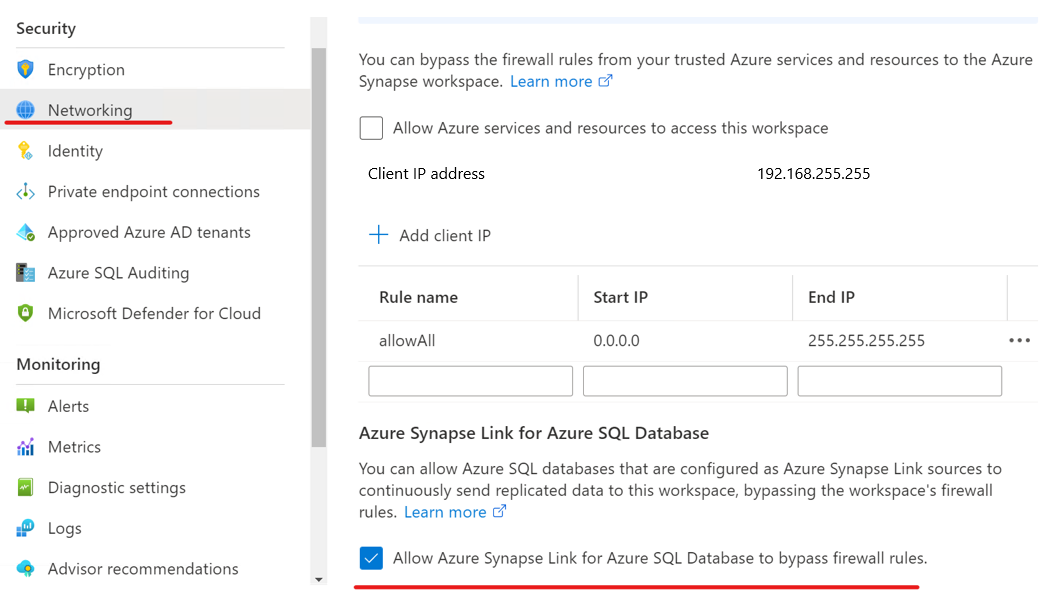 Security
Encryption
Networking
Identity
Private endpoint connections
Approved Azure AD tenants
Azure SQL Auditing
Microsoft Defender for Cloud
Monitoring
Alerts
Metrics
Diagnostic settings
Logs
Advisor recommendations
You can bypass the firewall rules from your trusted Azure services and resources to the Azure
Synapse workspace. Learn more
Allow Azure services and resources to access this workspace
Client IP address 192.168.255.255
Add client IP
Rule name Start IP End IP
allowAll 0.0.0.0 255.255.255.255
Azure Synapse Link for Azure SQL Database
You can allow Azure SQL databases that are configured as Azure Synapse Link sources to
continuously send replicated data to this workspace, bypassing the workspace's firewall
rules. Learn more
Allow Azure Synapse Link for Azure SQL Database to bypass firewall rules.